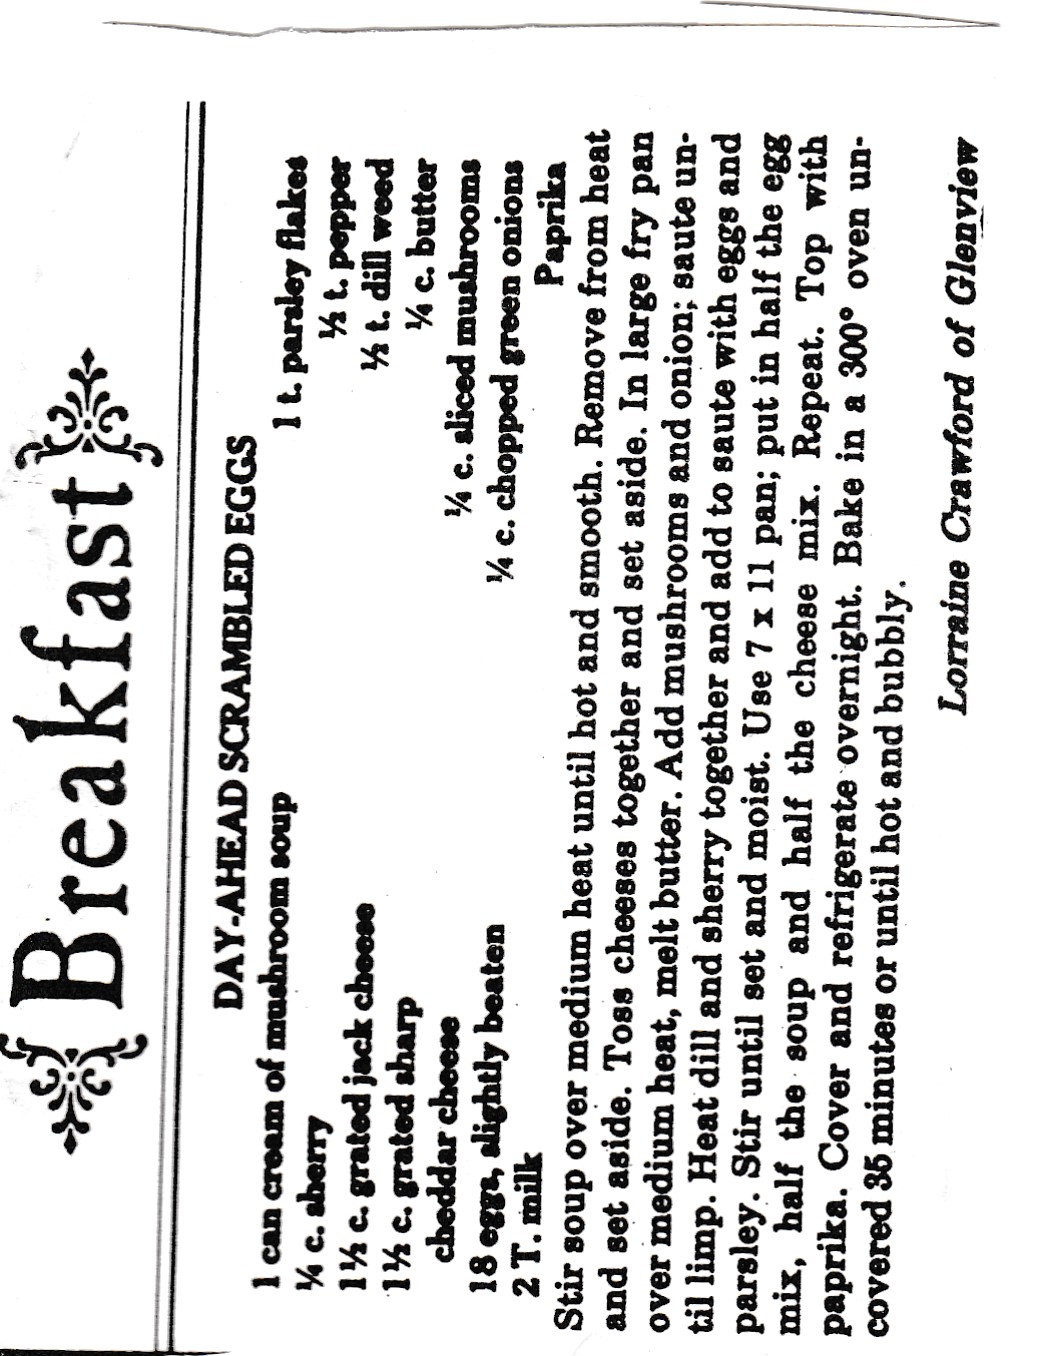 Breakfast
DAY-AHEAD SCRAMBLED EGGS
1 can cream of mushroom soup
¼ c. sherry
1½ c. grated jack cheese
1½ c. grated sharp
cheddar cheese
18 eggs, slightly beaten
2 T. milk
1 t. parsley flakes
½ t. pepper
½ t. dill weed
¼ c. butter
¼ c. sliced mushrooms
¼ c. chopped green onions
Paprika
Stir soup over medium heat until hot and smooth. Remove from heat
and set aside. Toss cheeses together and set aside. In large fry pan
over medium heat, melt butter. Add mushrooms and onion; saute un-
til limp. Heat dill and sherry together and add to saute with eggs and
parsley. Stir until set and moist. Use 7 x 11 pan; put in half the egg
mix, half the soup and half the cheese mix. Repeat. Top with
paprika. Cover and refrigerate overnight. Bake in a 300° oven un-
covered 35 minutes or until hot and bubbly.
Lorraine Crawford of Glenview